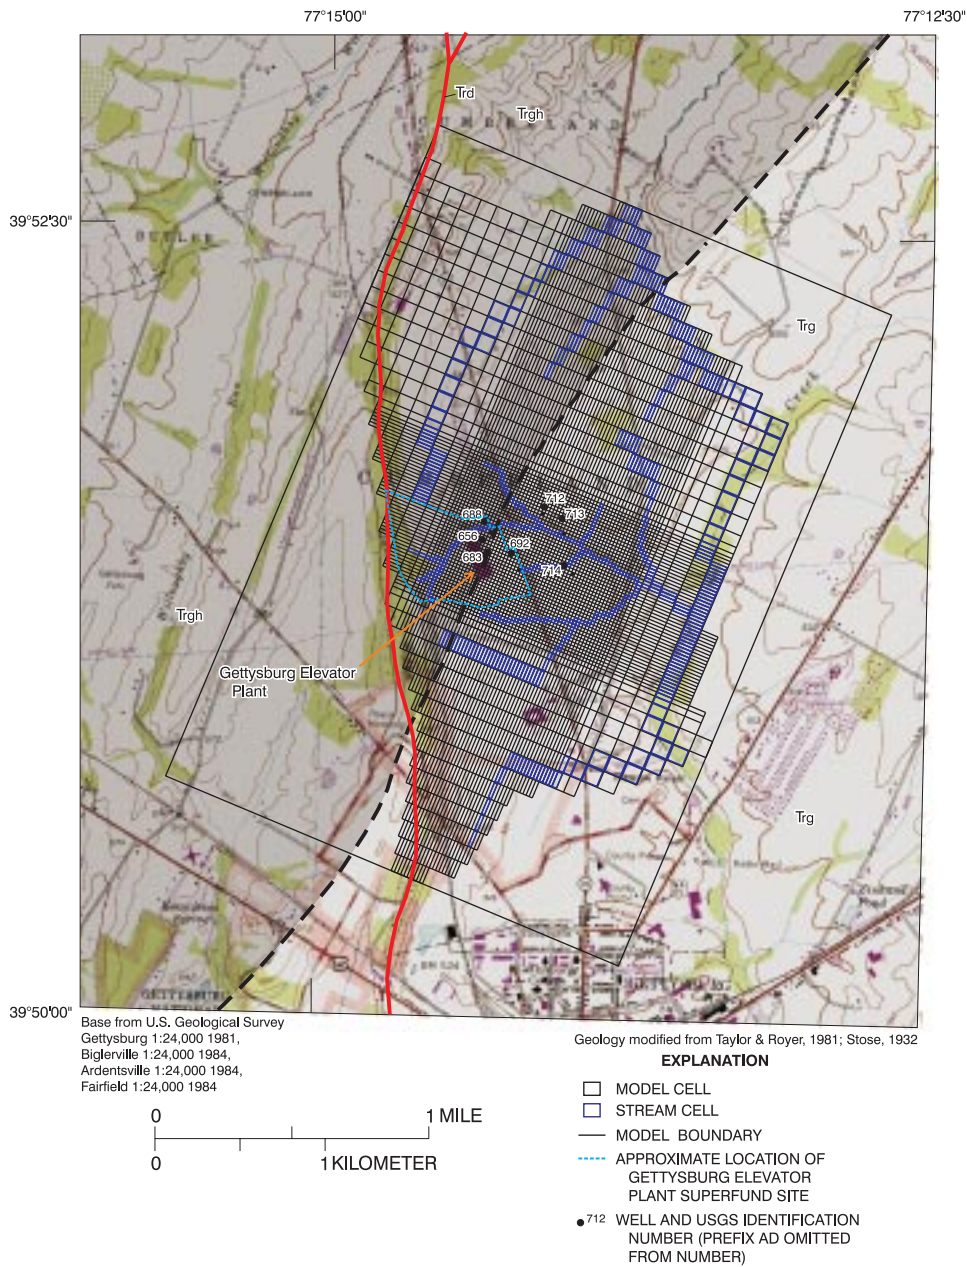 77°15'00"
77°12'30"
Trd
Trgh
CUMBERLAND
39°52'30"
BUTLER
Trg
Creek
712
713
688
656
692
683
714
Trgh
Gettysburg Elevator
Plant
Trg
39°50'00"
Base from U.S. Geological Survey
Gettysburg 1:24,000 1981,
Biglerville 1:24,000 1984,
Ardentsville 1:24,000 1984,
Fairfield 1:24,000 1984
Geology modified from Taylor & Royer, 1981; Stose, 1932
EXPLANATION
MODEL CELL
STREAM CELL
MODEL BOUNDARY
APPROXIMATE LOCATION OF
GETTYSBURG ELEVATOR
PLANT SUPERFUND SITE
712 WELL AND USGS IDENTIFICATION
NUMBER (PREFIX AD OMITTED
FROM NUMBER)
0 1 MILE
0 1 KILOMETER